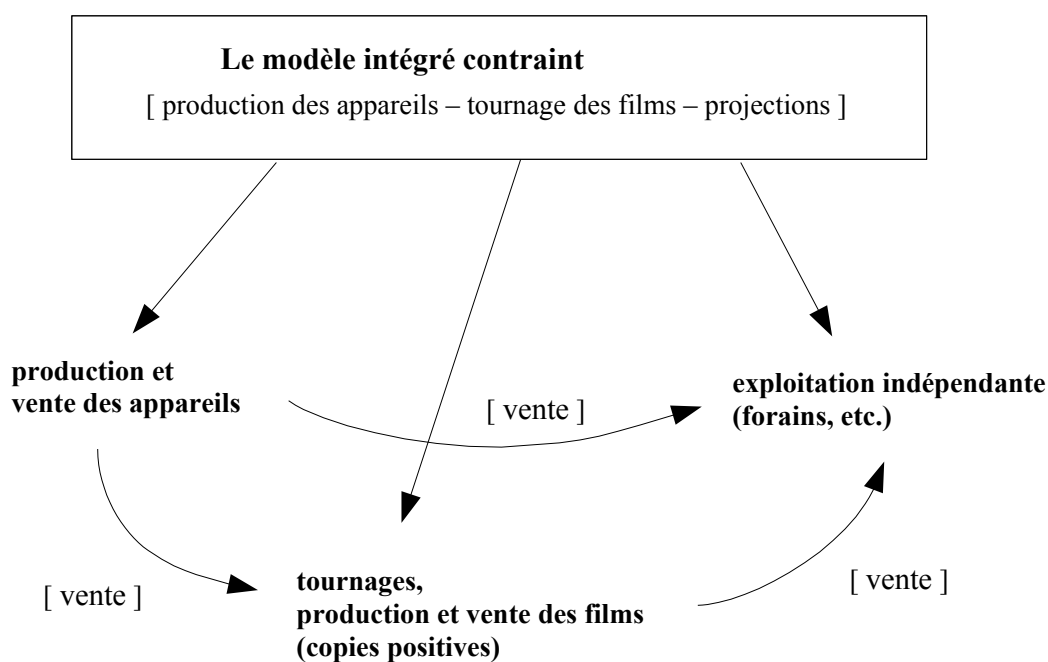 Le modèle intégré contraint
[ production des appareils – tournage des films – projections ]
production et
vente des appareils
[ vente ]
exploitation indépendante
(forains, etc.)
[ vente ]
tournages,
production et vente des films
(copies positives)
[ vente ]